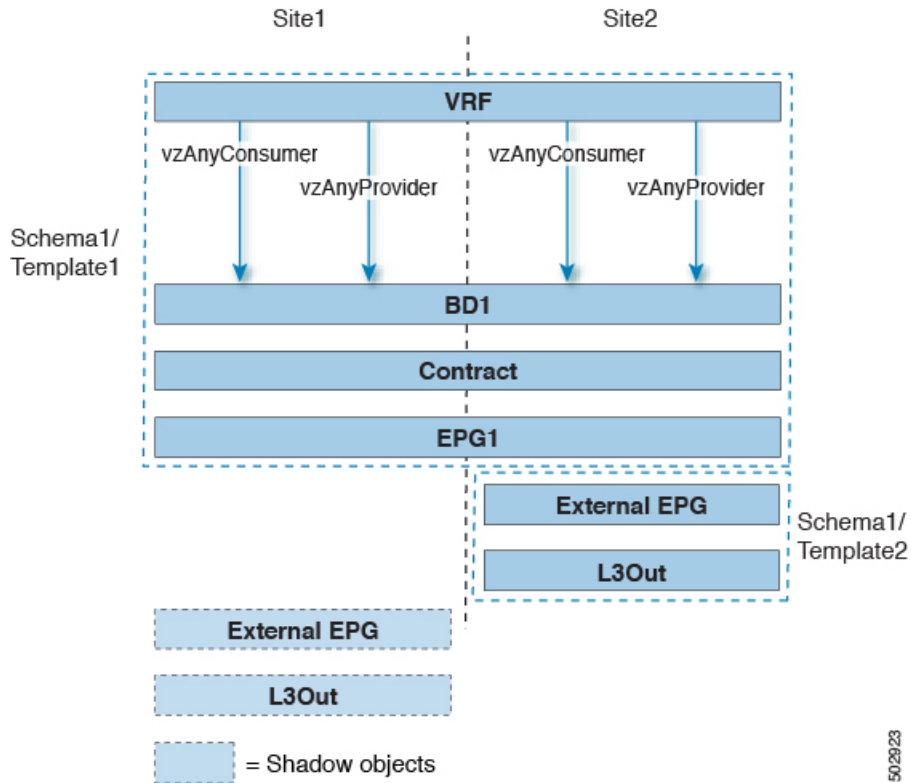 Site1
Site2
VRF
vzAnyConsumer
vzAnyConsumer
vzAnyProvider
vzAnyProvider
Schema1/
Template1
BD1
Contract
EPG1
External EPG
Schema1/
Template2
L3Out
External EPG
L3Out
= Shadow objects
502923